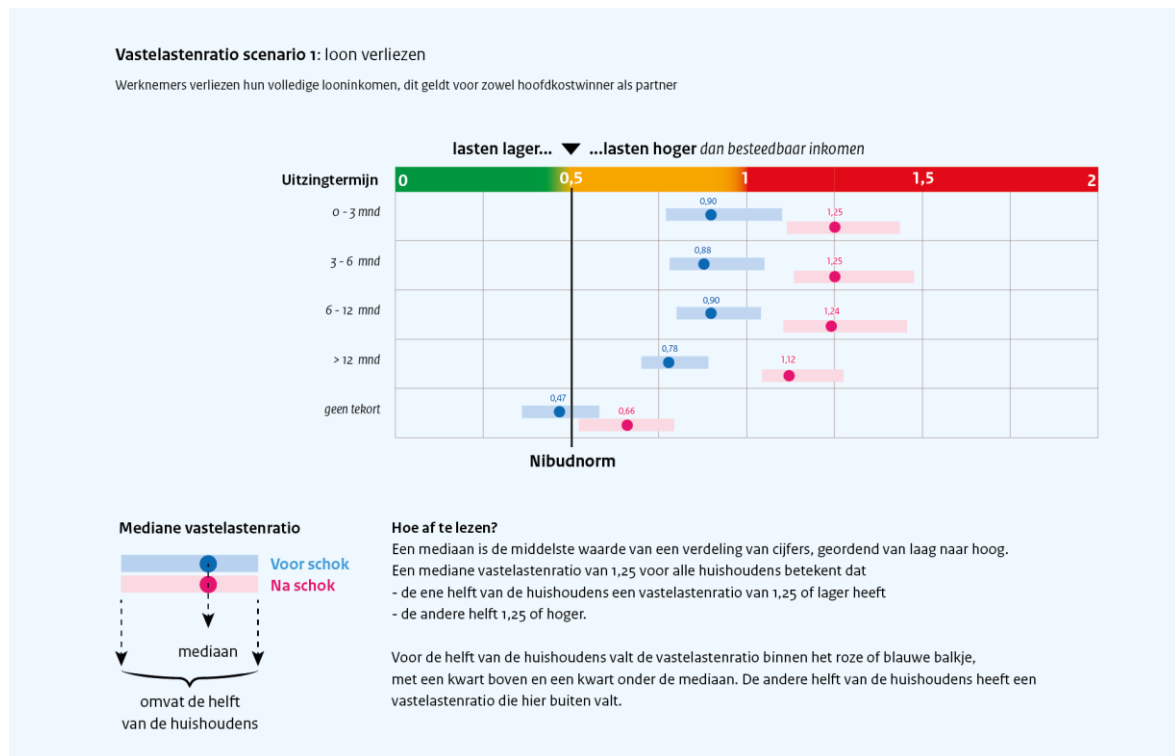 Vastelastenratio scenario 1: loon verliezen
Werknemers verliezen hun volledige looninkomen, dit geldt voor zowel hoofdkostwinner als partner
lasten lager... ▼ ...lasten hoger dan besteedbaar inkomen
Uitzingtermijn 0 0,5 1 1,5 2
0 - 3 mnd 0,90 1,25
3 - 6 mnd 0,88 1,25
6 - 12 mnd 0,90 1,24
> 12 mnd 0,78 1,12
geen tekort 0,47 0,66
Nibudnorm
Mediane vastelastenratio
Voor schok
Na schok
mediaan
omvat de helft
van de huishoudens
Hoe af te lezen?
Een mediaan is de middelste waarde van een verdeling van cijfers, geordend van laag naar hoog.
Een mediane vastelastenratio van 1,25 voor alle huishoudens betekent dat
- de ene helft van de huishoudens een vastelastenratio van 1,25 of lager heeft
- de andere helft 1,25 of hoger.
Voor de helft van de huishoudens valt de vastelastenratio binnen het roze of blauwe balkje,
met een kwart boven en een kwart onder de mediaan. De andere helft van de huishoudens heeft een
vastelastenratio die hier buiten valt.